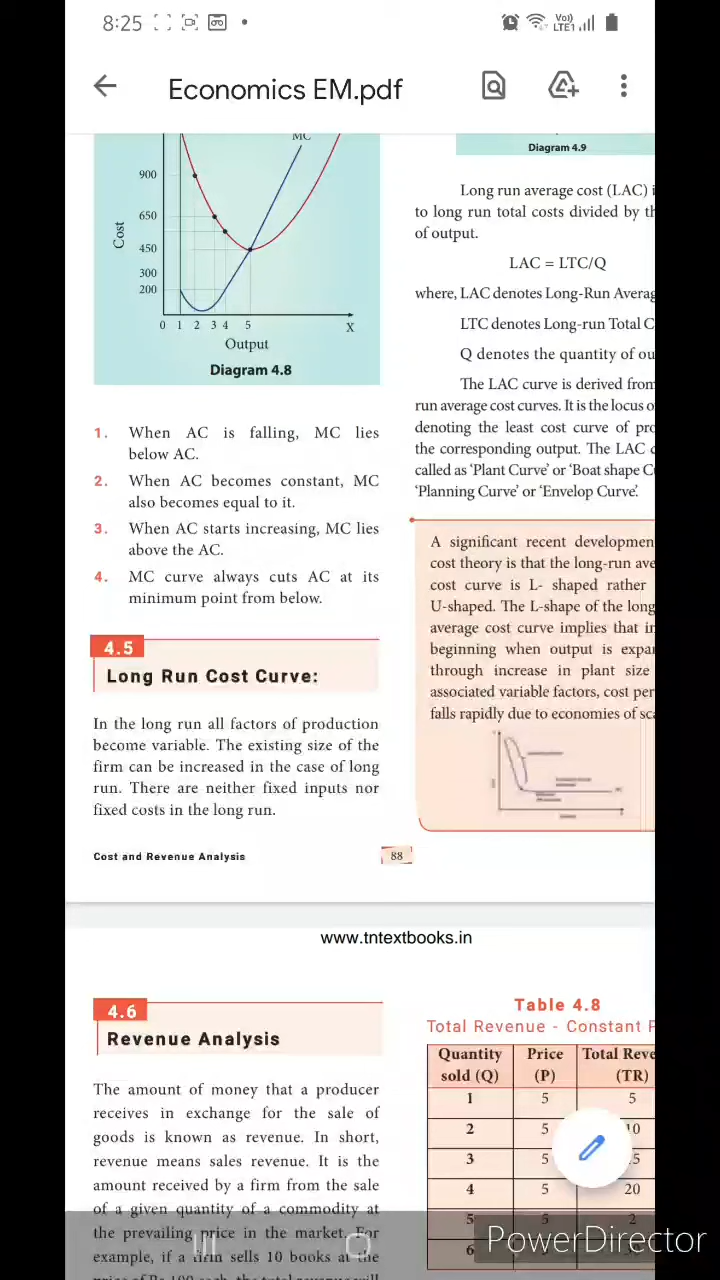 8:25
Vo)
LTE1
Economics EM.pdf
MC
900
650
450
300
200
Cost
0 1 2 3 4 5 X
Output
Diagram 4.8
1. When AC is falling, MC lies
below AC.
2. When AC becomes constant, MC
also becomes equal to it.
3. When AC starts increasing, MC lies
above the AC.
4. MC curve always cuts AC at its
minimum point from below.
4.5
Long Run Cost Curve:
In the long run all factors of production
become variable. The existing size of the
firm can be increased in the case of long
run. There are neither fixed inputs nor
fixed costs in the long run.
Diagram 4.9
Long run average cost (LAC)
to long run total costs divided by
of output.
LAC = LTC/Q
where, LAC denotes Long-Run
LTC denotes Long-run Total
Q denotes the quantity of
The LAC curve is derived from
run average cost curves. It is the locus
denoting the least cost curve of
the corresponding output. The LAC
called as 'Plant Curve' or 'Boat shape
'Planning Curve' or 'Envelop Curve'.
A significant recent
cost theory is that the long-run
cost curve is L- shaped rather
U-shaped. The L-shape of the long
average cost curve implies that
beginning when output is
through increase in plant size
associated variable factors, cost per
falls rapidly due to economies of
Cost and Revenue Analysis
88
www.tntextbooks.in
4.6
Revenue Analysis
The amount of money that a producer
receives in exchange for the sale of
goods is known as revenue. In short,
revenue means sales revenue. It is the
amount received by a firm from the sale
of a given quantity of a commodity at
the prevailing price in the market. For
example, if a firm sells 10 books at the
Table 4.8
Total Revenue - Constant
Quantity Price Total
sold (Q) (P) (TR)
1 5 5
2 5 10
3 5
4 5 20
5 5
6
PowerDirector